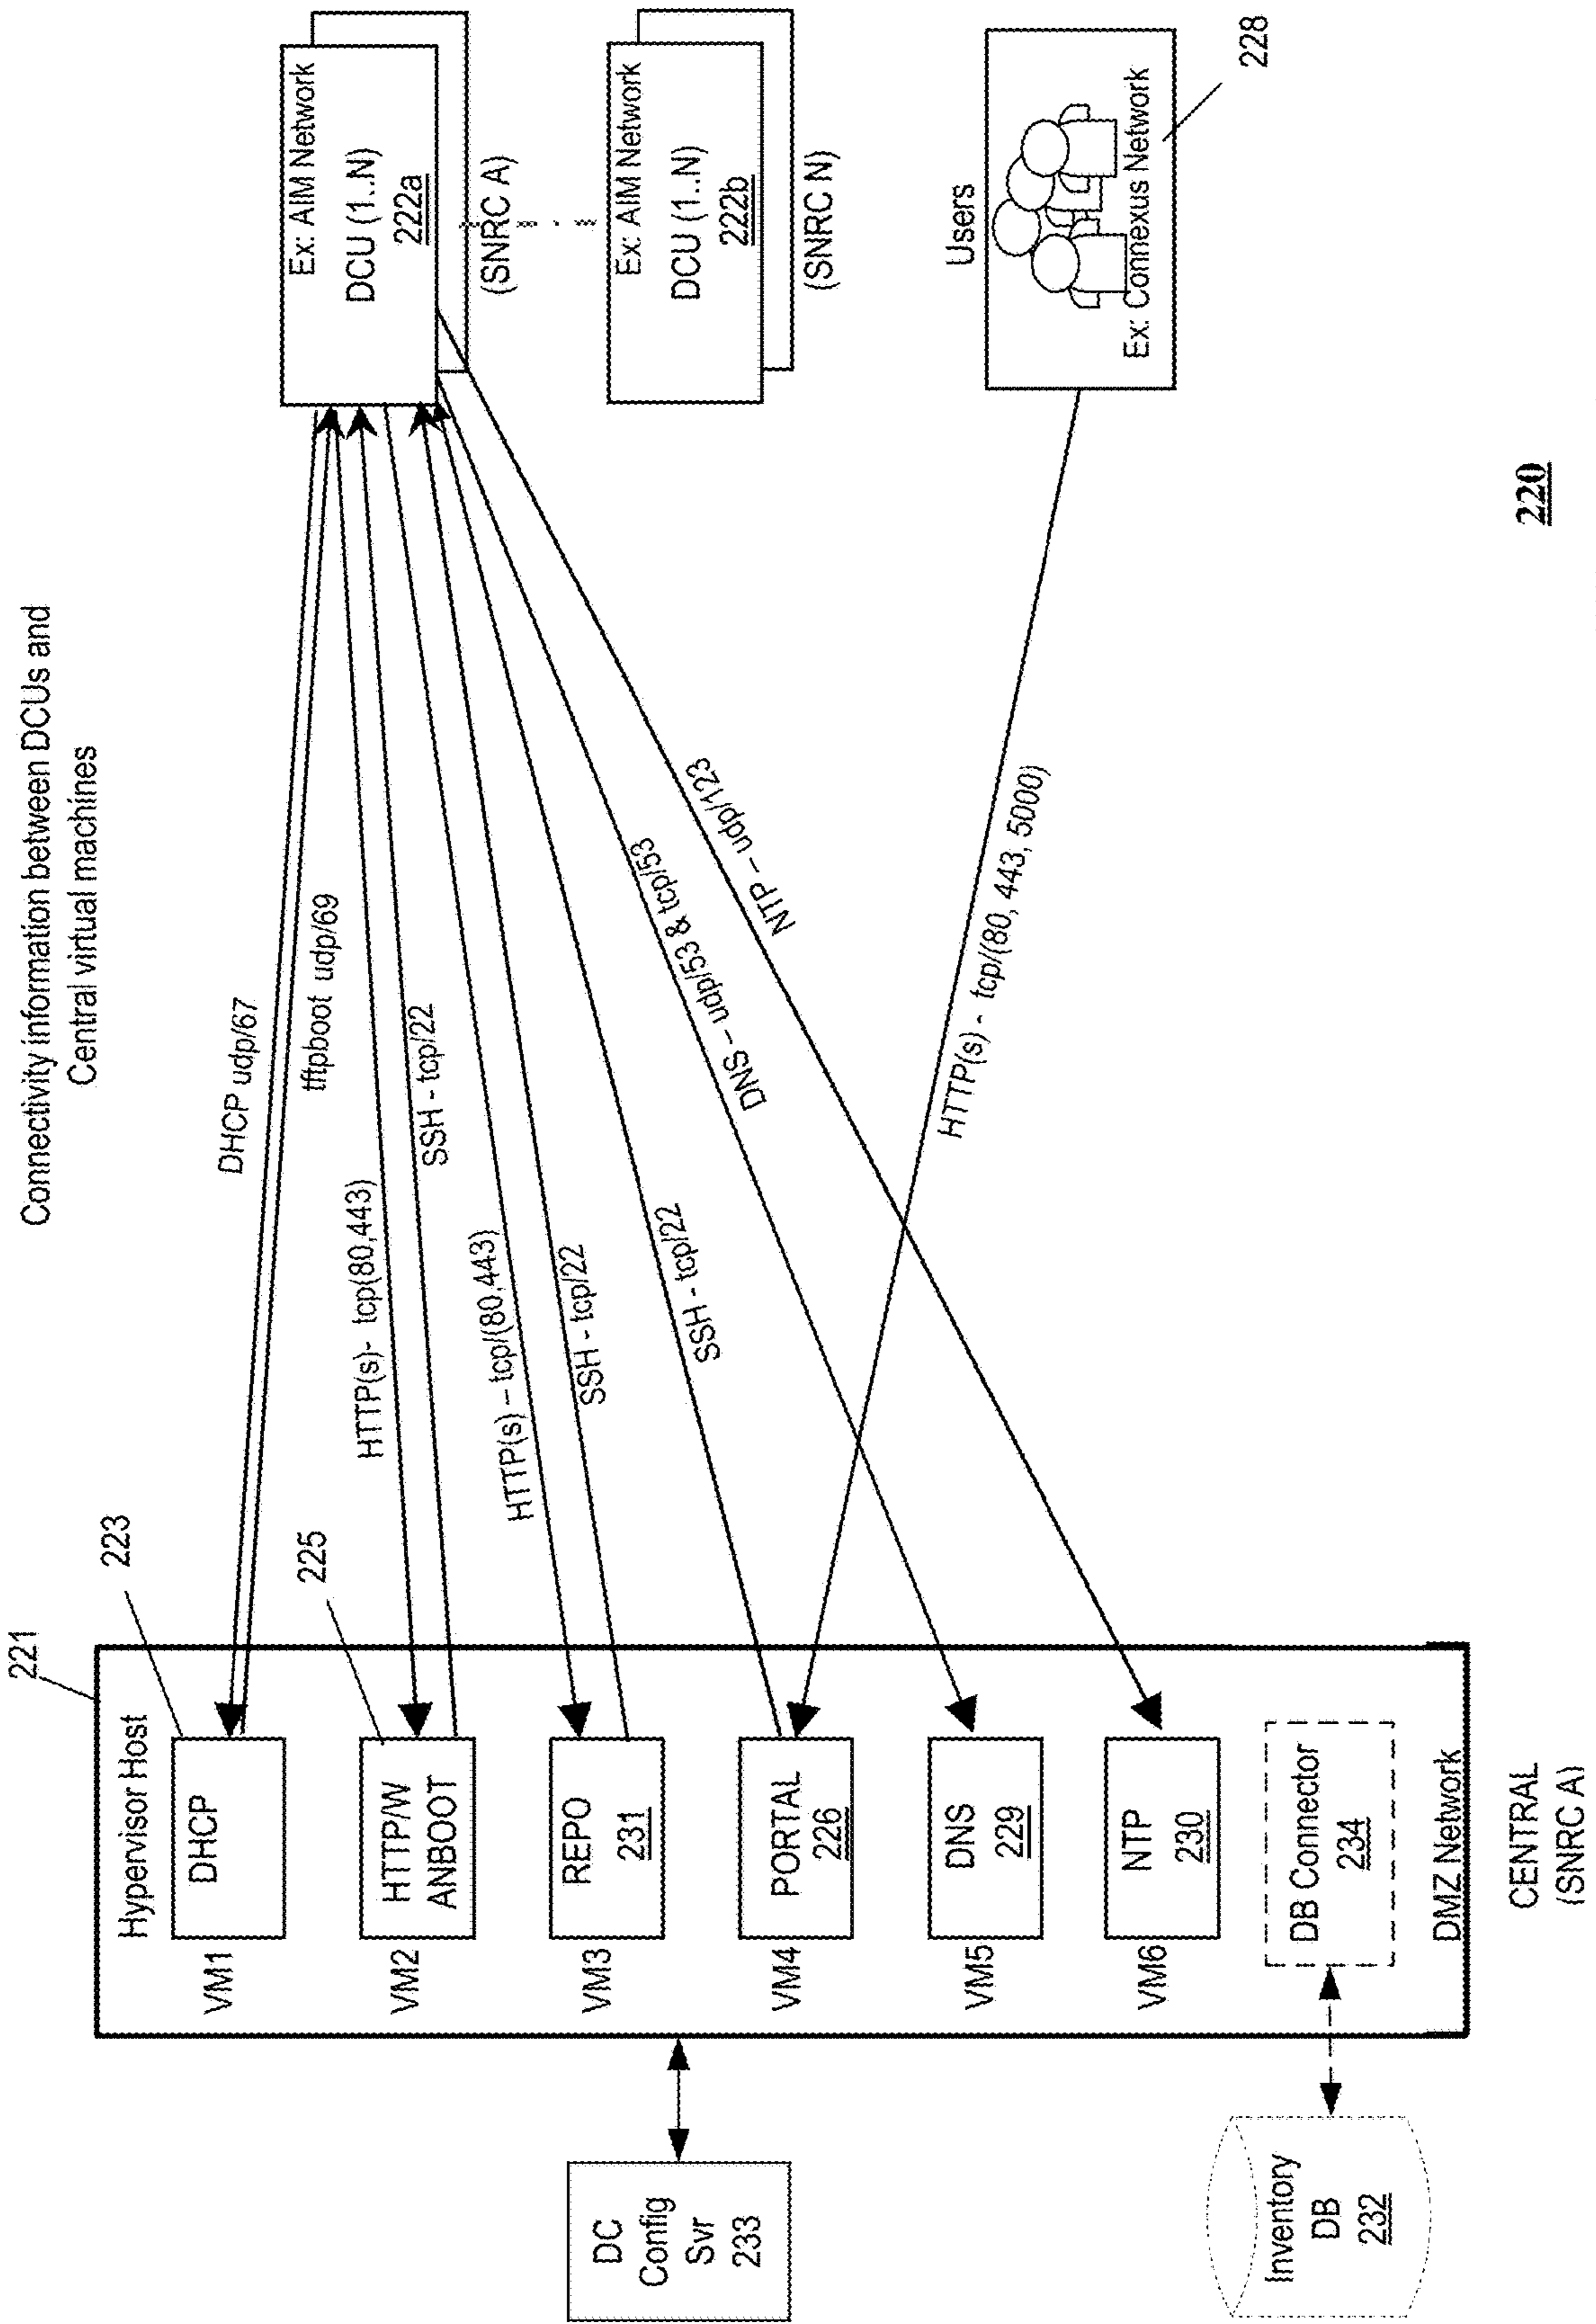 Connectivity information between DCUs and
Central virtual machines
221
Hypervisor Host
223
VM1
DHCP
225
VM2
HTTP/W
ANBOOT
VM3
REPO
231
VM4
PORTAL
226
VM5
DNS
229
VM6
NTP
230
DB Connector
234
DMZ Network
CENTRAL
(SNRC A)
DC
Config
Svr
233
Inventory
DB
232
DHCP udp/67
tftpboot udp/69
HTTP(s)- tcp(80,443)
SSH - tcp/22
HTTP(s) – tcp/(80,443)
SSH - tcp/22
SSH - tcp/22
DNS – udp/53 & tcp/53
NTP – udp/123
HTTP(s) - tcp/(80, 443, 5000)
Ex: AIM Network
DCU (1..N)
222a
(SNRC A)
Ex: AIM Network
DCU (1..N)
222b
(SNRC N)
Users
Ex: Connexus Network
228
220